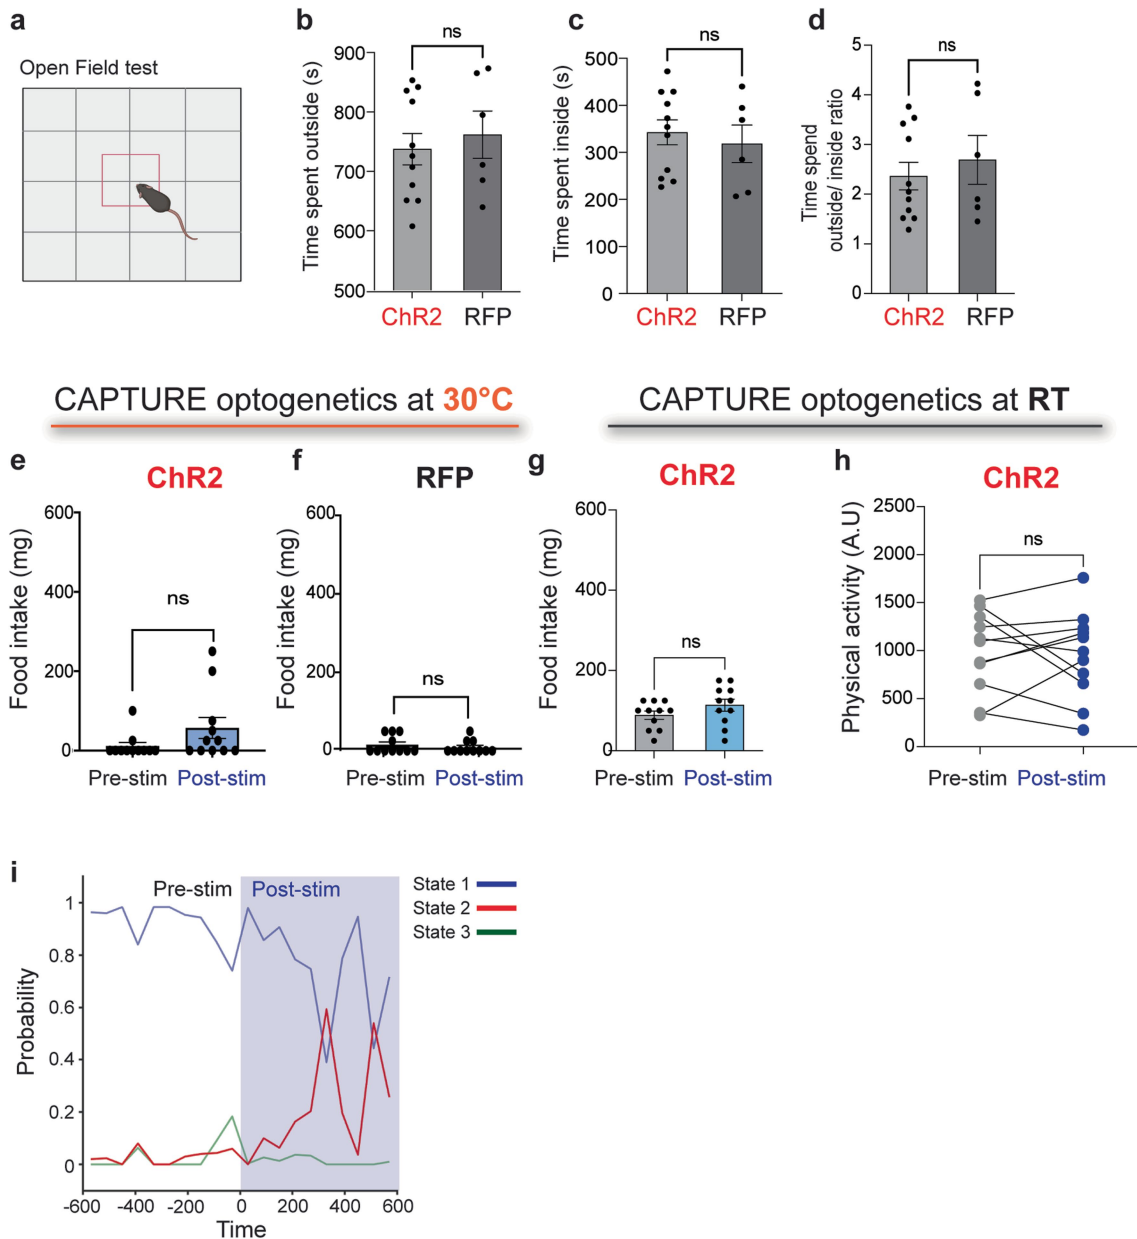 a
Open Field test
b
ns
Time spent outside (s)
900
800
700
600
500
ChR2 RFP
c
ns
Time spent inside (s)
500
400
300
200
100
0
ChR2 RFP
d
ns
Time spend
outside/ inside ratio
5
4
3
2
1
0
ChR2 RFP
CAPTURE optogenetics at 30°C
CAPTURE optogenetics at RT
e
ChR2
Food intake (mg)
600
400
200
0
ns
Pre-stim Post-stim
f
RFP
Food intake (mg)
600
400
200
0
ns
Pre-stim Post-stim
g
ChR2
Food intake (mg)
600
400
200
0
ns
Pre-stim Post-stim
h
ChR2
Physical activity (A.U)
2500
2000
1500
1000
500
0
ns
Pre-stim Post-stim
i
Pre-stim Post-stim
State 1
State 2
State 3
Probability
1
0.8
0.6
0.4
0.2
0
-600 -400 -200 0 200 400 600
Time